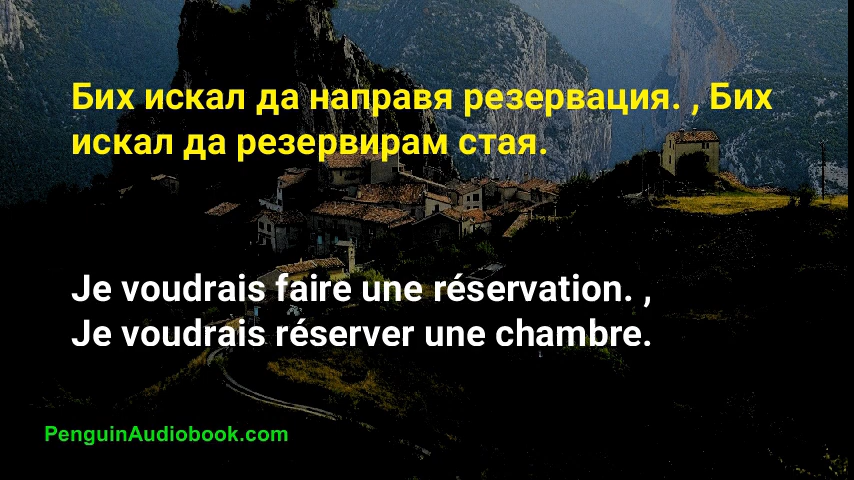 Бих искал да направя резервация. , Бих
искал да резервирам стая.
Je voudrais faire une réservation. ,
Je voudrais réserver une chambre.
PenguinAudiobook.com